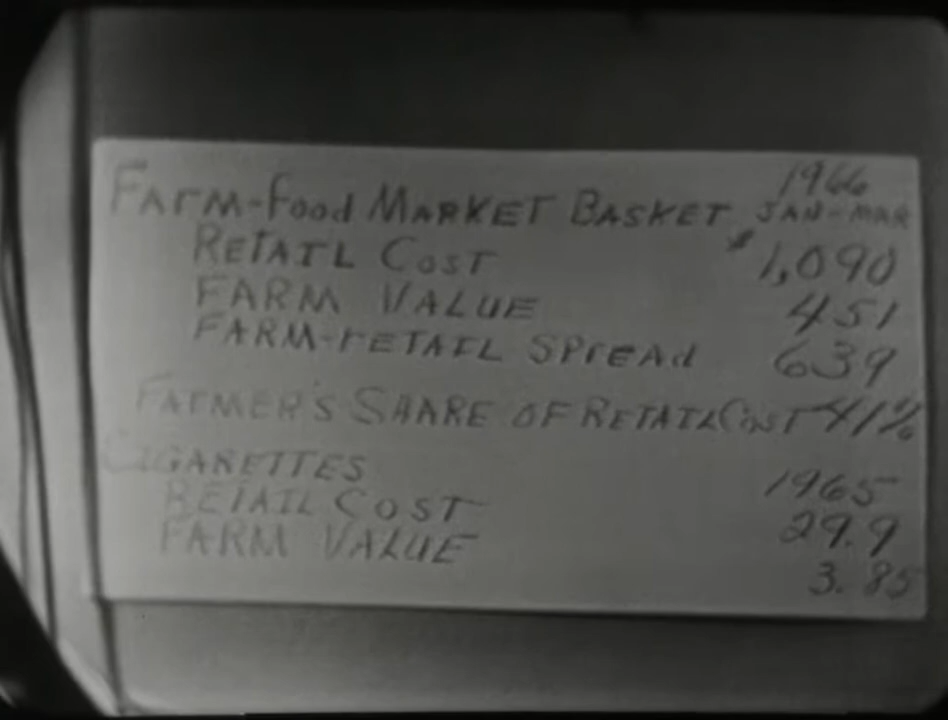 1966
FArM-food MARKET BASKET JAN-MAR
RETAIL COST $1,090
FARM VALUE 451
FARM-rETAIL SPrEAd 639
FArMER'S SHARE OF RETAIL COST 41%
CIGARETTES 1965
RETAIL COST 29.9
FARM VALUE 3.85